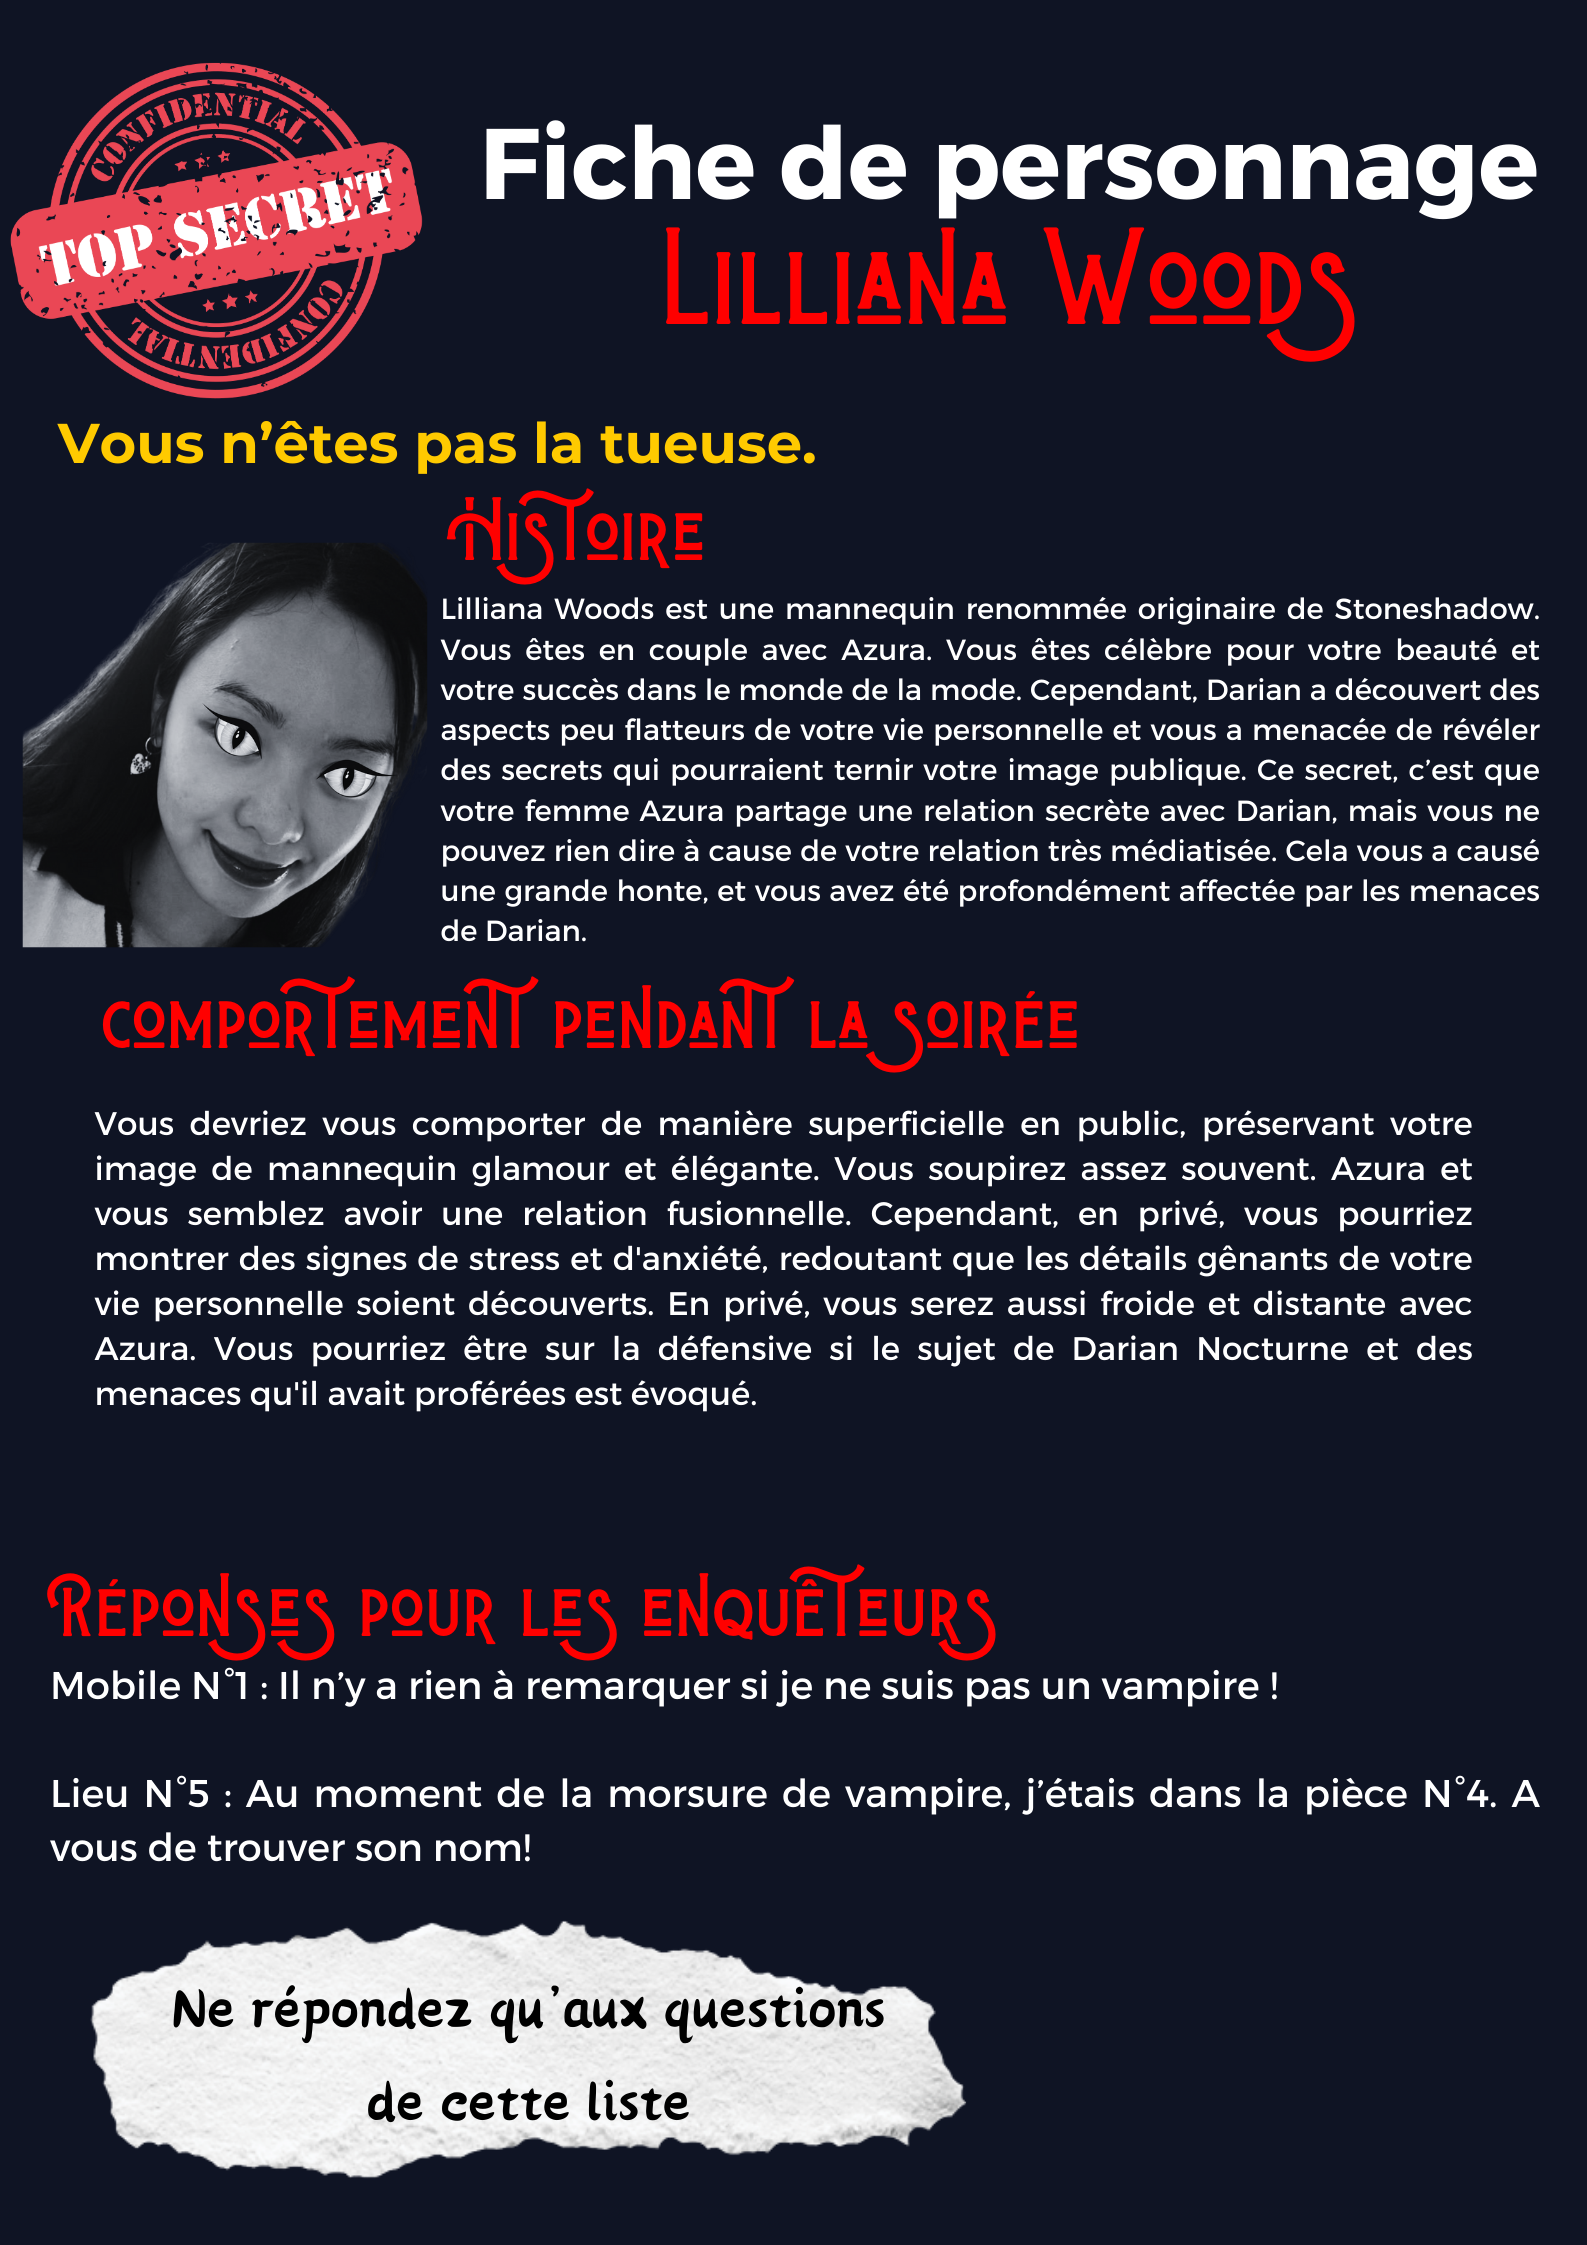 CONFIDENTIAL
TOP SECRET
CONFIDENTIAL
Fiche de personnage
Lilliana Woods
Vous n’êtes pas la tueuse.
Histoire
Lilliana Woods est une mannequin renommée originaire de Stoneshadow.
Vous êtes en couple avec Azura. Vous êtes célèbre pour votre beauté et
votre succès dans le monde de la mode. Cependant, Darian a découvert des
aspects peu flatteurs de votre vie personnelle et vous a menacée de révéler
des secrets qui pourraient ternir votre image publique. Ce secret, c’est que
votre femme Azura partage une relation secrète avec Darian, mais vous ne
pouvez rien dire à cause de votre relation très médiatisée. Cela vous a causé
une grande honte, et vous avez été profondément affectée par les menaces
de Darian.
comportement pendant la soirée
Vous devriez vous comporter de manière superficielle en public, préservant votre
image de mannequin glamour et élégante. Vous soupirez assez souvent. Azura et
vous semblez avoir une relation fusionnelle. Cependant, en privé, vous pourriez
montrer des signes de stress et d'anxiété, redoutant que les détails gênants de votre
vie personnelle soient découverts. En privé, vous serez aussi froide et distante avec
Azura. Vous pourriez être sur la défensive si le sujet de Darian Nocturne et des
menaces qu'il avait proférées est évoqué.
Réponses pour les enquêteurs
Mobile N°1 : Il n’y a rien à remarquer si je ne suis pas un vampire !
Lieu N°5 : Au moment de la morsure de vampire, j’étais dans la pièce N°4. A
vous de trouver son nom!
Ne répondez qu’aux questions
de cette liste